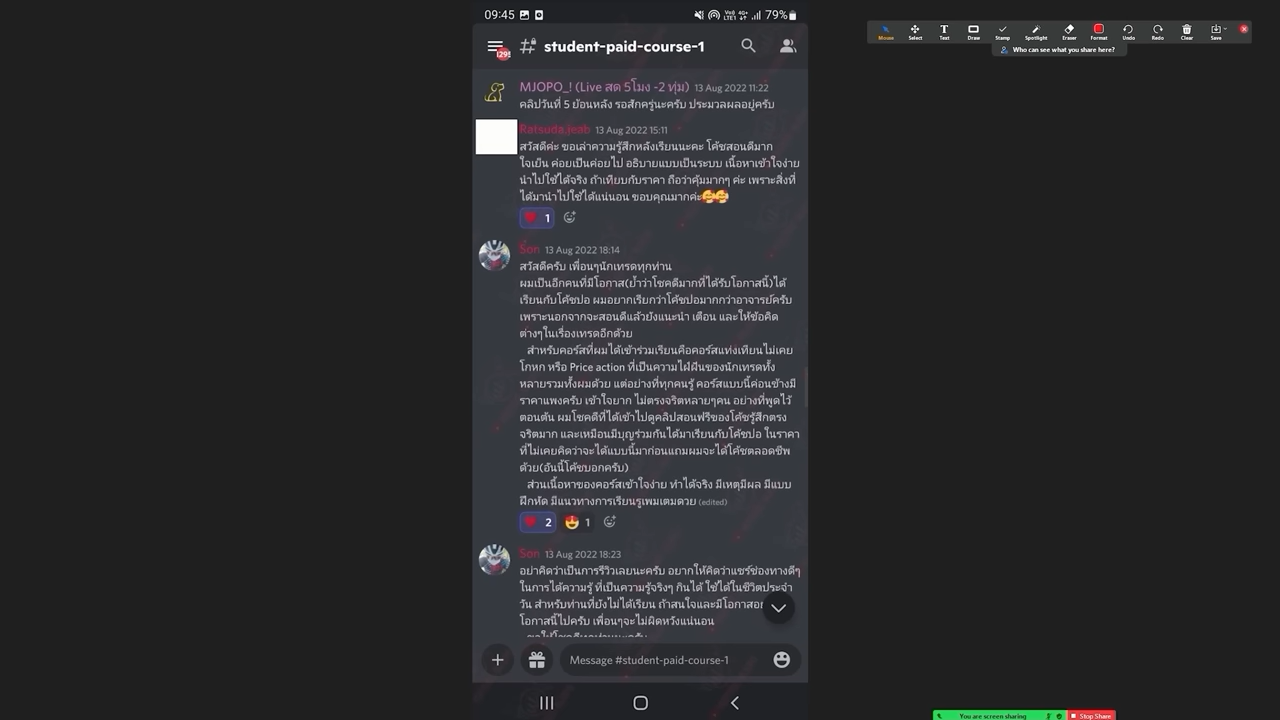 09:45 79%
129
student-paid-course-1
Mouse Select Text Draw Stamp Spotlight Eraser Format Undo Redo Clear Save
Who can see what you share here?
MJOPO_! (Live สด 5โมง -2 ทุ่ม) 13 Aug 2022 11:22
คลิปวันที่ 5 ย้อนหลัง รอสักครู่นะครับ ประมวลผลอยู่ครับ
Ratsuda.jeab 13 Aug 2022 15:11
สวัสดีค่ะ ขอเล่าความรู้สึกหลังเรียนนะคะ โค้ชสอนดีมาก
ใจเย็น ค่อยเป็นค่อยไป อธิบายแบบเป็นระบบ เนื้อหาเข้าใจง่าย
นำไปใช้ได้จริง ถ้าเทียบกับราคา ถือว่าคุ้มมากๆ ค่ะ เพราะสิ่งที่
ได้มานำไปใช้ได้แน่นอน ขอบคุณมากค่ะ🥰🥰
1
Son 13 Aug 2022 18:14
สวัสดีครับ เพื่อนๆนักเทรดทุกท่าน
ผมเป็นอีกคนที่มีโอกาส(ย้ำว่าโชคดีมากที่ได้รับโอกาสนี้)ได้
เรียนกับโค้ชปอ ผมอยากเรียกว่าโค้ชปอมากกว่าอาจารย์ครับ
เพราะนอกจากจะสอนดีแล้วยังแนะนำ เตือน และให้ข้อคิด
ต่างๆในเรื่องเทรดอีกด้วย
สำหรับคอร์สที่ผมได้เข้าร่วมเรียนคือคอร์สแท่งเทียนไม่เคย
โกหก หรือ Price action ที่เป็นความใฝ่ฝันของนักเทรดทั้ง
หลายรวมทั้งผมด้วย แต่อย่างที่ทุกคนรู้ คอร์สแบบนี้ค่อนข้างมี
ราคาแพงครับ เข้าใจยาก ไม่ตรงจริตหลายๆคน อย่างที่พูดไว้
ตอนต้น ผมโชคดีที่ได้เข้าไปดูคลิปสอนฟรีของโค้ชรู้สึกตรง
จริตมาก และเหมือนมีบุญร่วมกันได้มาเรียนกับโค้ชปอ ในราคา
ที่ไม่เคยคิดว่าจะได้แบบนี้มาก่อนแถมผมจะได้โค้ชตลอดชีพ
ด้วย(อันนี้โค้ชบอกครับ)
ส่วนเนื้อหาของคอร์สเข้าใจง่าย ทำได้จริง มีเหตุมีผล มีแบบ
ฝึกหัด มีแนวทางการเรียนรู้เพิ่มเติมด้วย (edited)
2 1
Son 13 Aug 2022 18:23
อย่าคิดว่าเป็นการรีวิวเลยนะครับ อยากให้คิดว่าแชร์ช่องทางดีๆ
ในการได้ความรู้ ที่เป็นความรู้จริงๆ กินได้ ใช้ได้ในชีวิตประจำ
วัน สำหรับท่านที่ยังไม่ได้เรียน ถ้าสนใจและมีโอกาส
โอกาสนี้ไปครับ เพื่อนๆจะไม่ผิดหวังแน่นอน
Message #student-paid-course-1
You are screen sharing Stop Share